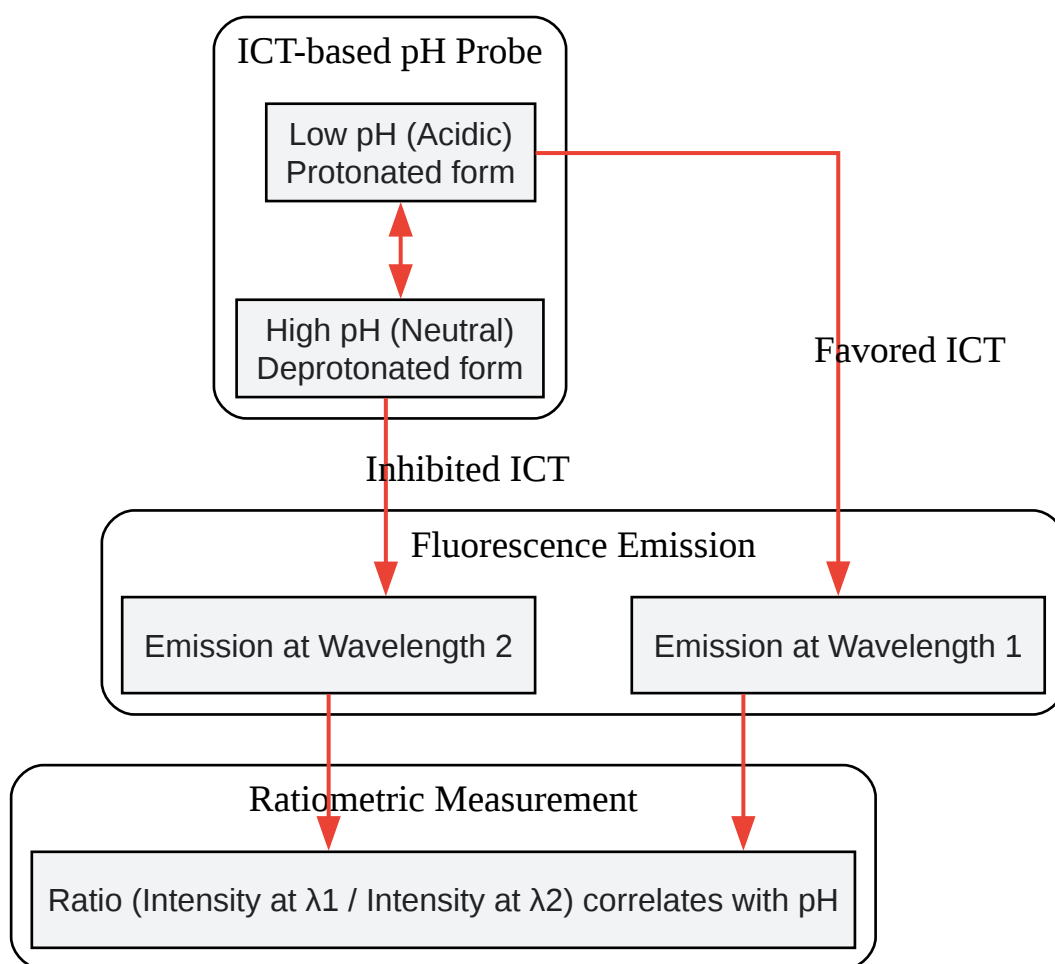 ICT-based pH Probe
Low pH (Acidic)
Protonated form
High pH (Neutral)
Deprotonated form
Favored ICT
Inhibited ICT
Fluorescence Emission
Emission at Wavelength 2
Emission at Wavelength 1
Ratiometric Measurement
Ratio (Intensity at λ1 / Intensity at λ2) correlates with pH